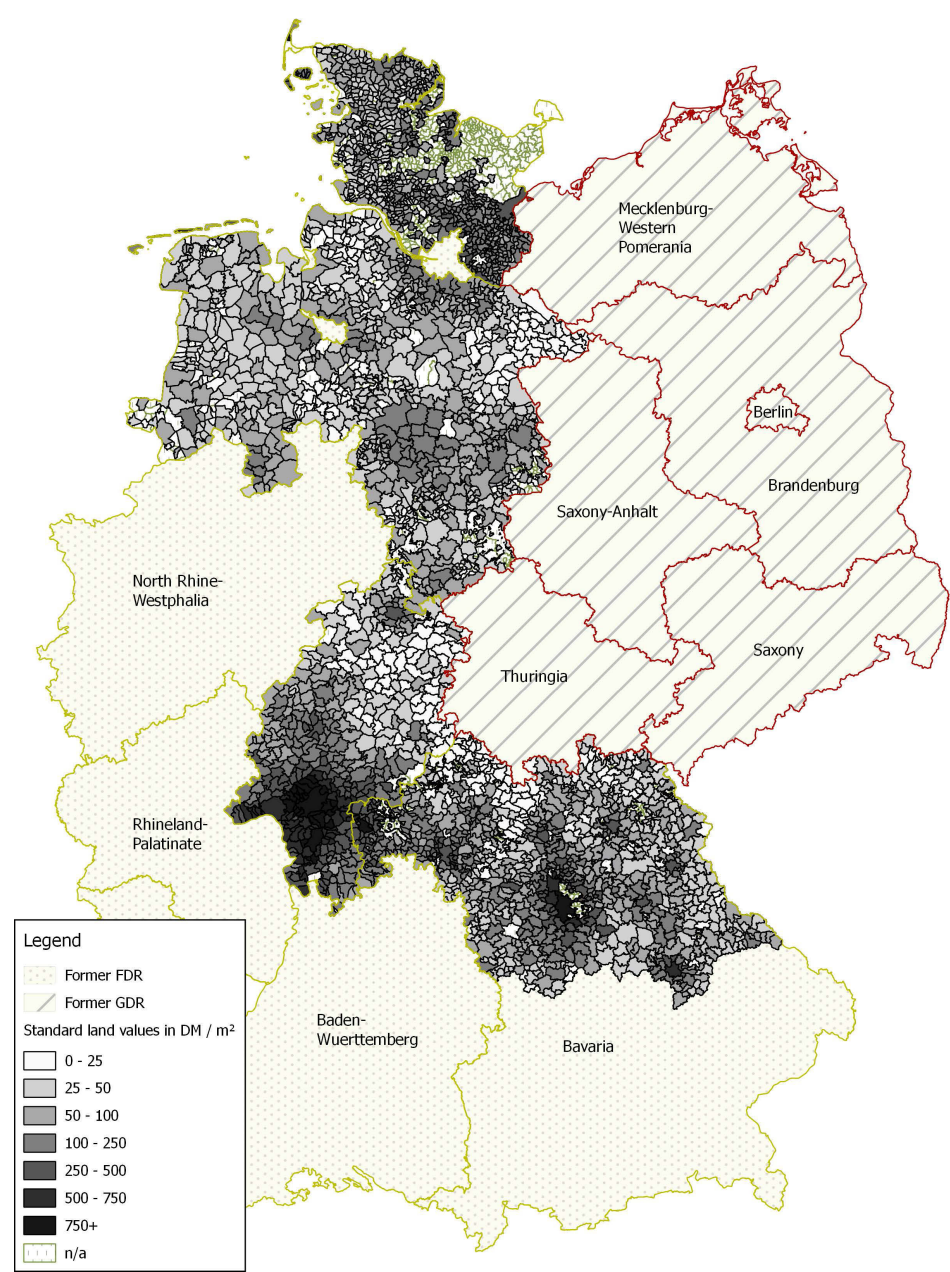 Mecklenburg-
Western
Pomerania
Berlin
Brandenburg
Saxony-Anhalt
North Rhine-
Westphalia
Saxony
Thuringia
Rhineland-
Palatinate
Baden-
Wuerttemberg
Bavaria
Legend
Former FDR
Former GDR
Standard land values in DM / m²
0 - 25
25 - 50
50 - 100
100 - 250
250 - 500
500 - 750
750+
n/a